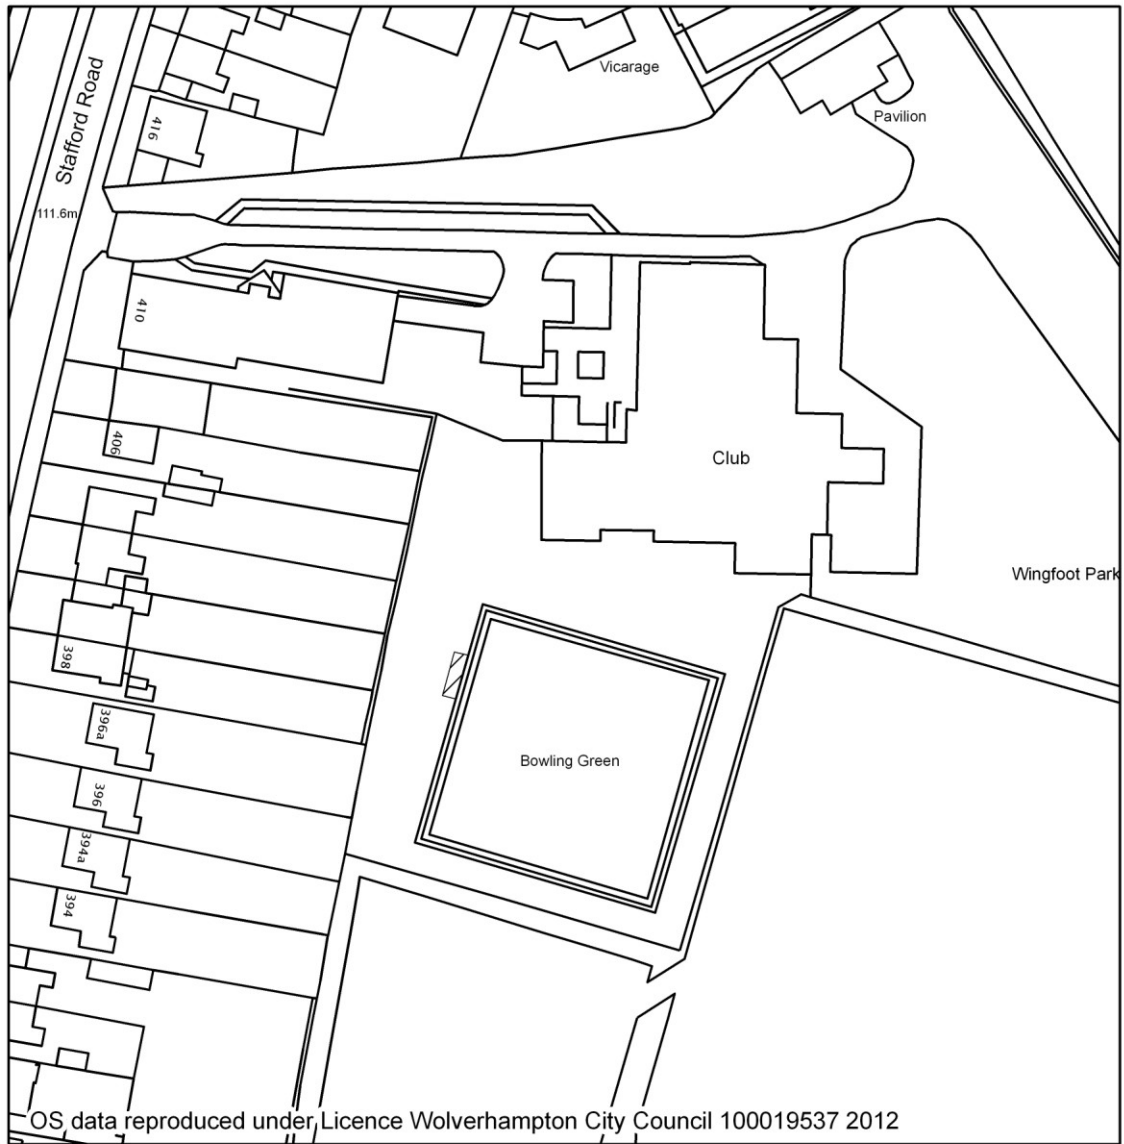 Vicarage
Stafford Road
416
Pavilion
111.6m
410
406
Club
Wingfoot Park
398
396a
Bowling Green
396
394a
394
OS data reproduced under Licence Wolverhampton City Council 100019537 2012